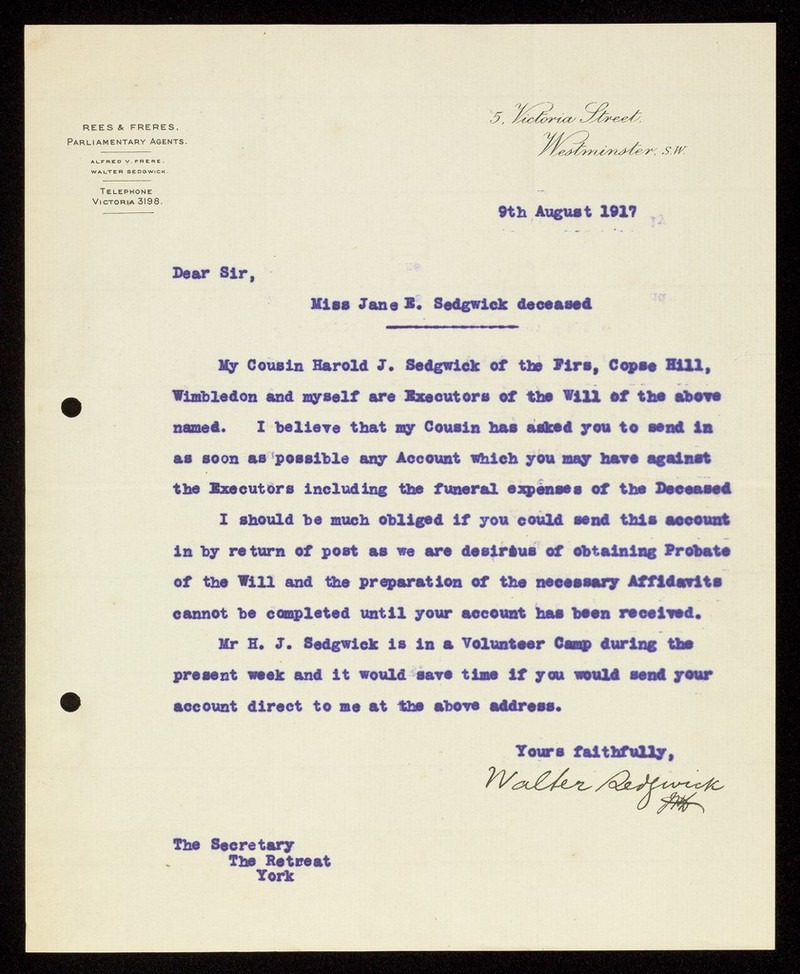 REES & FRERES,
PARLIAMENTARY AGENTS.
ALFRED V. FRERE.
WALTER SEDGWICK.
TELEPHONE
VICTORIA 3198.
5, Victoria Street,
Westminster, S.W.
9th August 1917
Dear Sir,
Miss Jane E. Sedgwick deceased
My Cousin Harold J. Sedgwick of the Firs, Copse Hill,
Wimbledon and myself are Executors of the Will of the above
named. I believe that my Cousin has asked you to send in
as soon as possible any Account which you may have against
the Executors including the funeral expenses of the Deceased
I should be much obliged if you could send this account
in by return of post as we are desirius of obtaining Probate
of the Will and the preparation of the necessary Affidavits
cannot be completed until your account has been received.
Mr H. J. Sedgwick is in a Volunteer Camp during the
present week and it would save time if you would send your
account direct to me at the above address.
Yours faithfully,
Walter Sedgwick
The Secretary
The Retreat
York